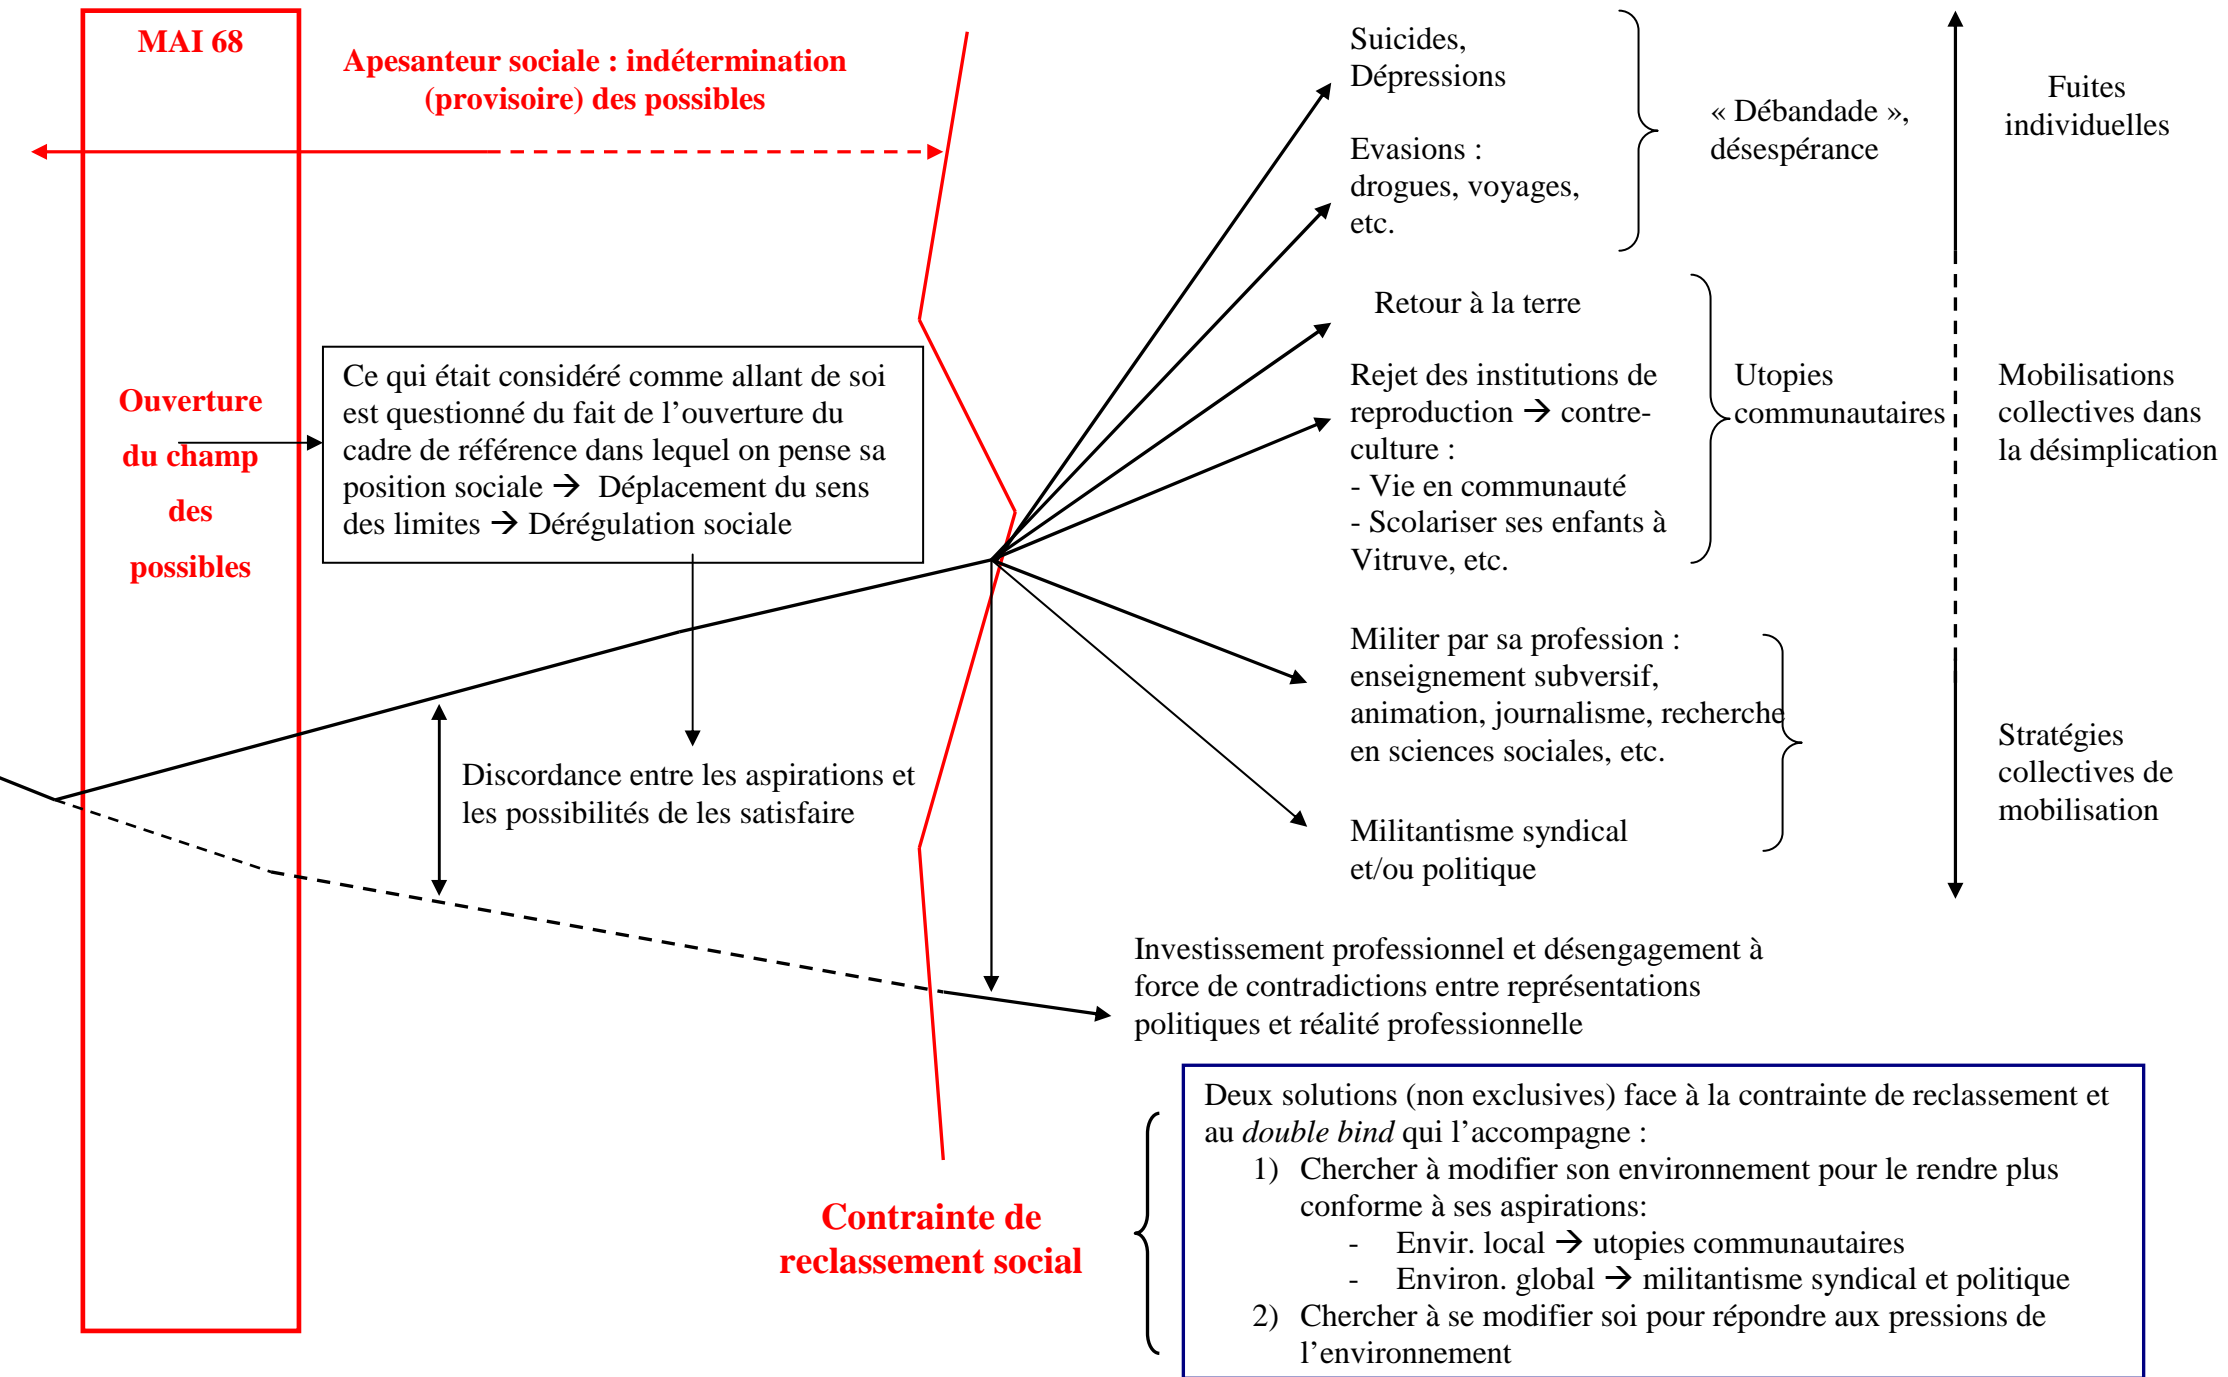 MAI 68
Apesanteur sociale : indétermination
(provisoire) des possibles
Ouverture
du champ
des
possibles
Ce qui était considéré comme allant de soi
est questionné du fait de l’ouverture du
cadre de référence dans lequel on pense sa
position sociale → Déplacement du sens
des limites → Dérégulation sociale
Discordance entre les aspirations et
les possibilités de les satisfaire
Suicides,
Dépressions
Evasions :
drogues, voyages,
etc.
« Débandade »,
désespérance
Fuites
individuelles
Retour à la terre
Rejet des institutions de
reproduction → contre-
culture :
- Vie en communauté
- Scolariser ses enfants à
Vitruve, etc.
Utopies
communautaires
Mobilisations
collectives dans
la désimplication
Militer par sa profession :
enseignement subversif,
animation, journalisme, recherche
en sciences sociales, etc.
Militantisme syndical
et/ou politique
Stratégies
collectives de
mobilisation
Investissement professionnel et désengagement à
force de contradictions entre représentations
politiques et réalité professionnelle
Contrainte de
reclassement social
Deux solutions (non exclusives) face à la contrainte de reclassement et
au double bind qui l’accompagne :
1) Chercher à modifier son environnement pour le rendre plus
conforme à ses aspirations:
- Envir. local → utopies communautaires
- Environ. global → militantisme syndical et politique
2) Chercher à se modifier soi pour répondre aux pressions de
l’environnement